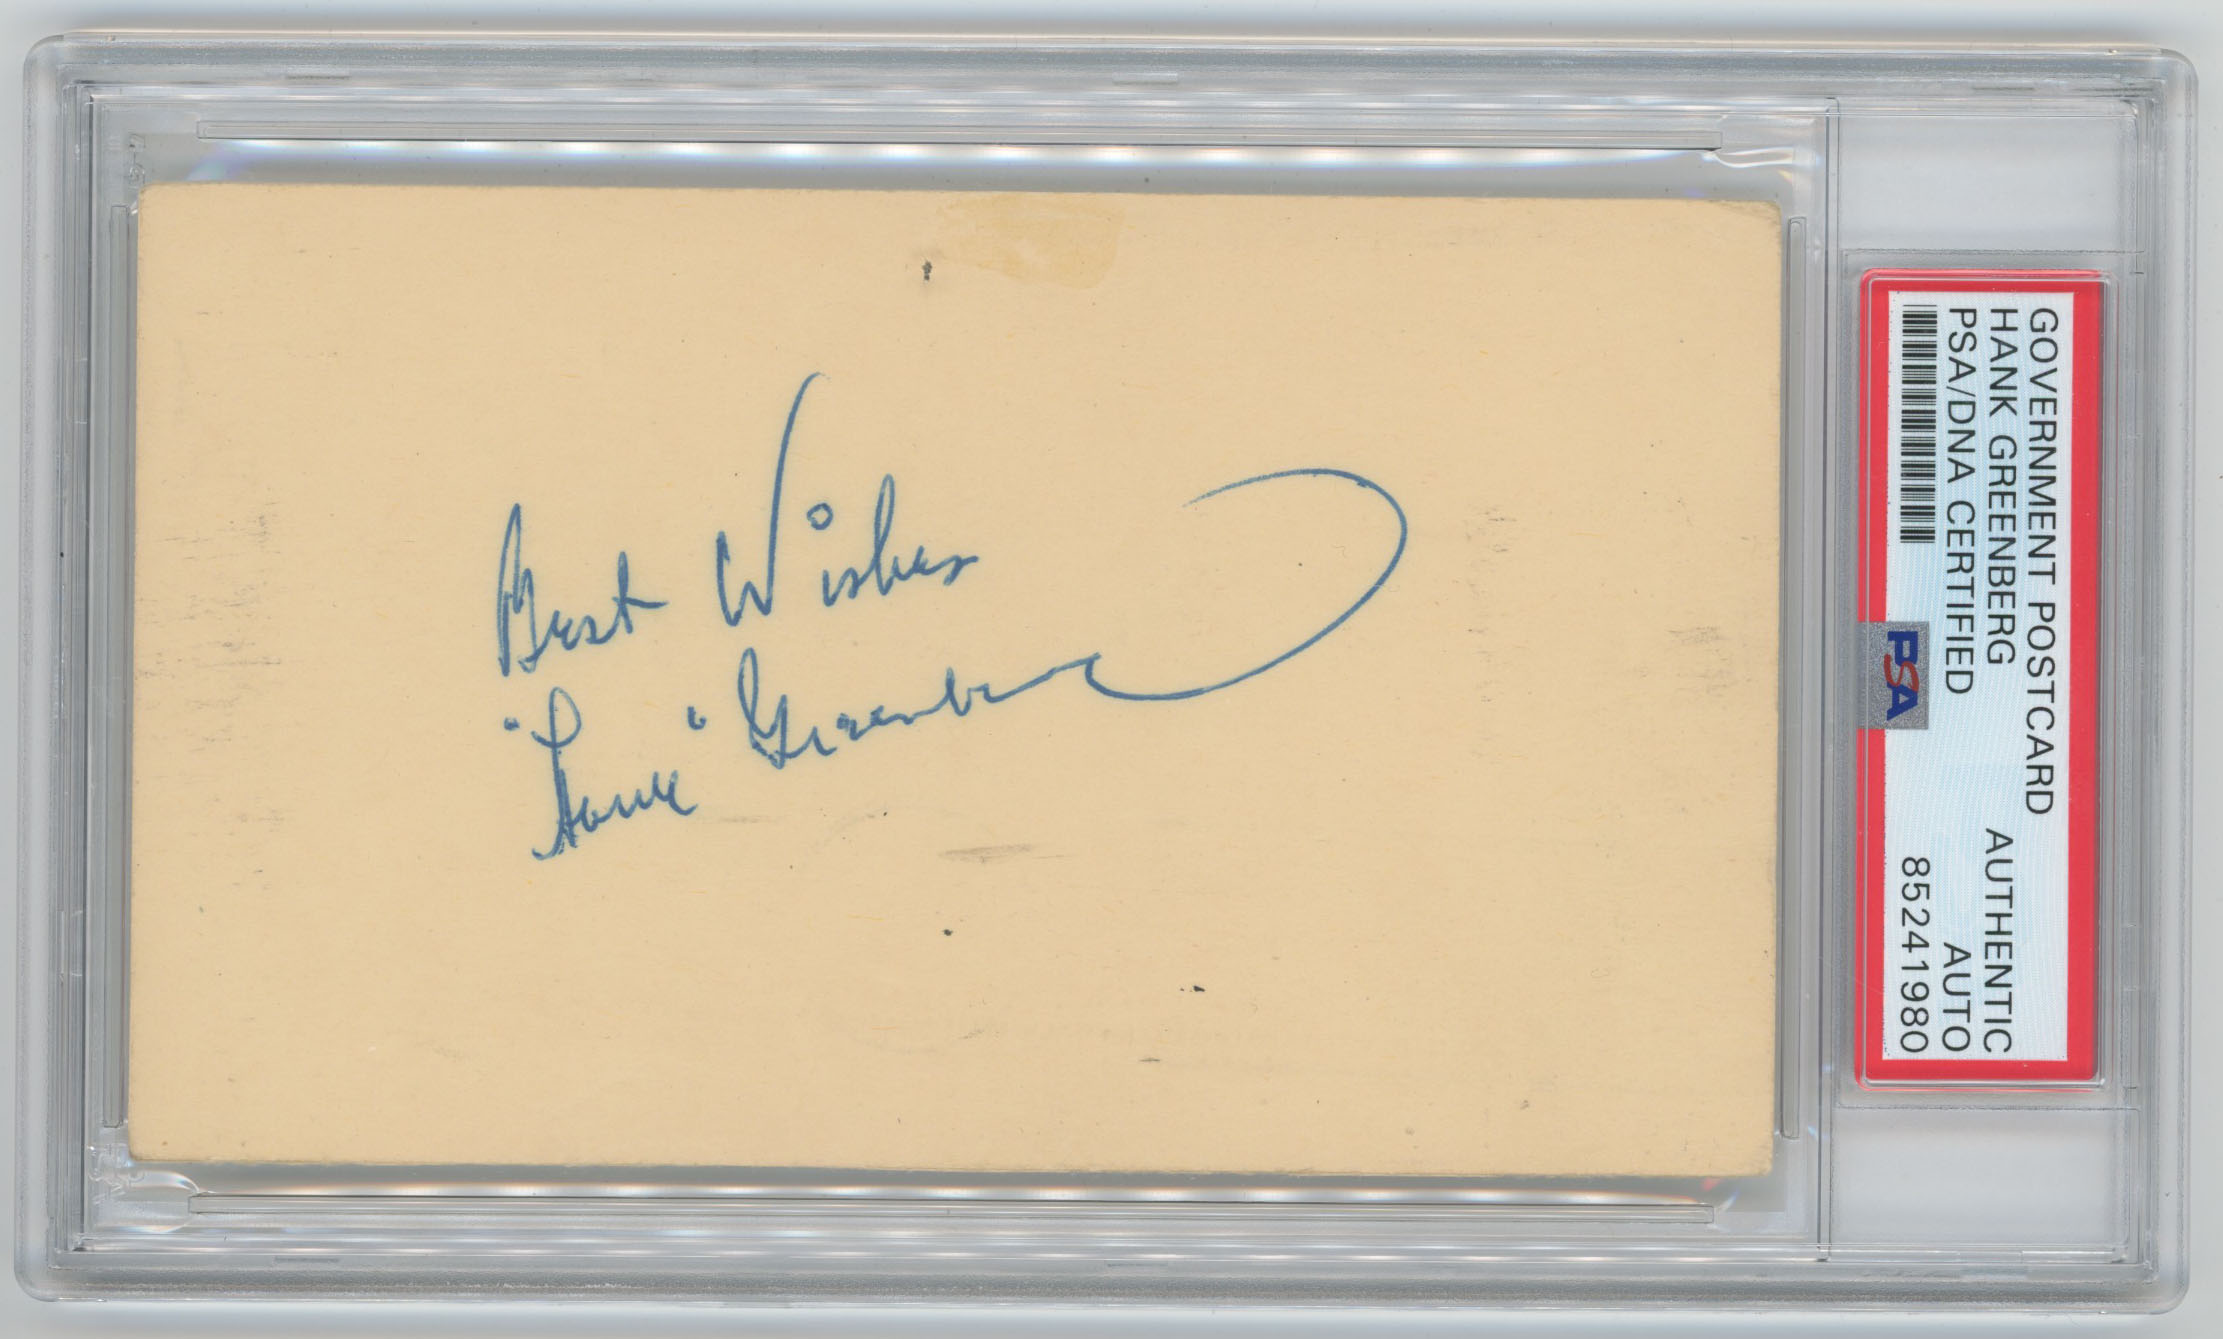 Best Wishes
"Hank" Greenberg
GOVERNMENT POSTCARD
HANK GREENBERG AUTHENTIC
PSA/DNA CERTIFIED AUTO
85241980
PSA